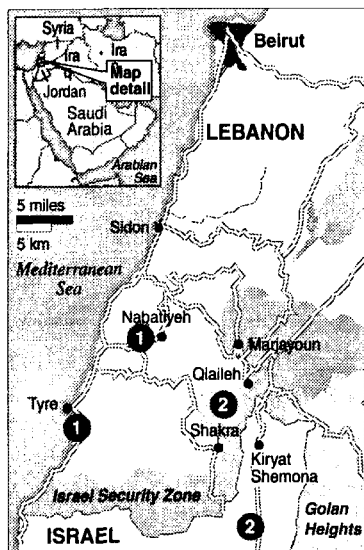 Syria
Ira
Ira
Map
detail
Jordan
Saudi
Arabia
Arabian
Sea
Beirut
LEBANON
5 miles
5 km
Sidon
Mediterranean
Sea
Nabatiyeh
1
Marjayoun
Qlaileh
2
Tyre
1
Shakra
Kiryat
Shemona
Israel Security Zone
2
Golan
Heights
ISRAEL